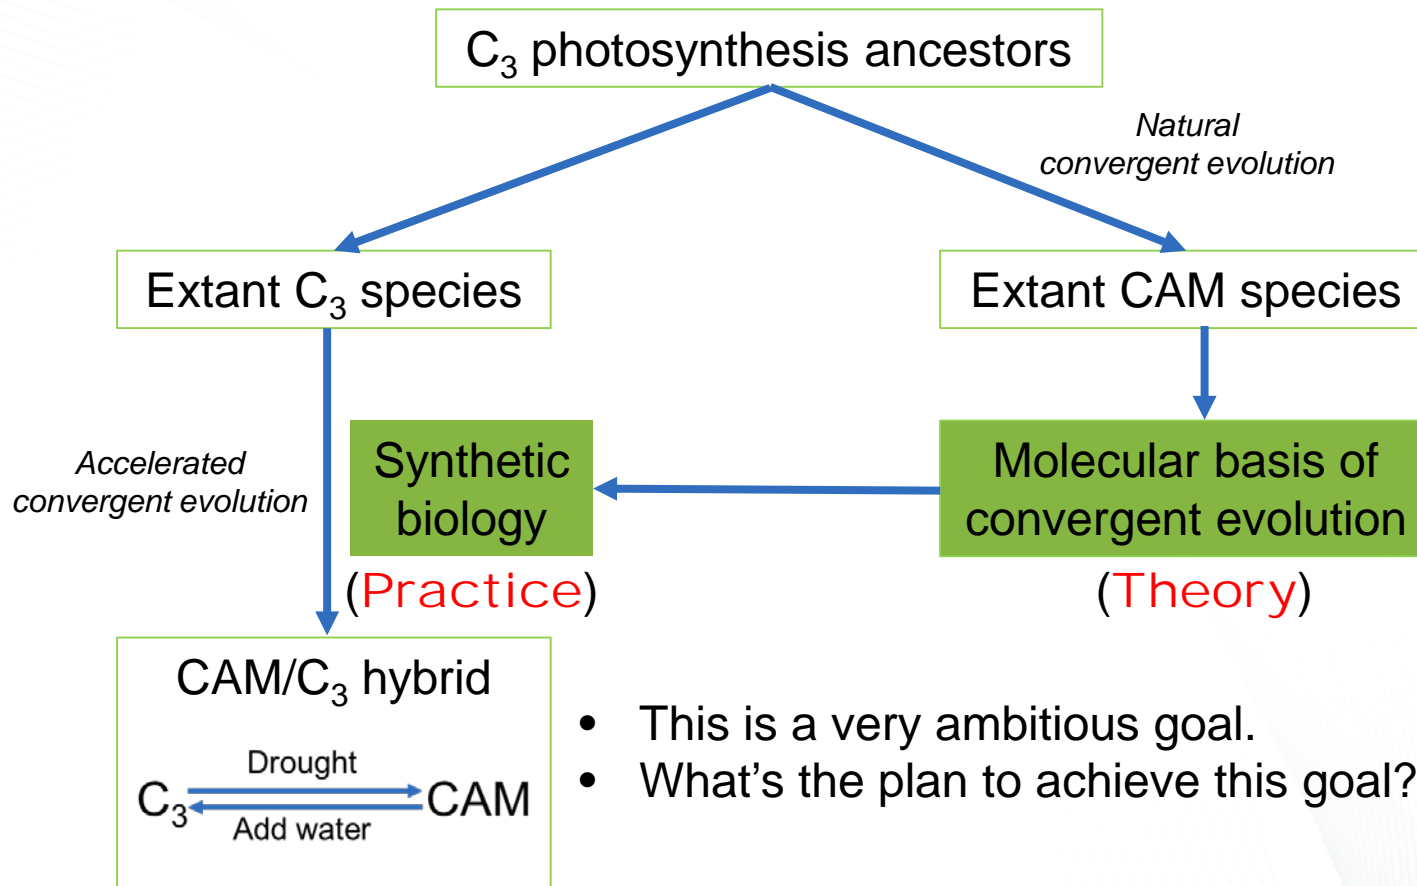 C₃ photosynthesis ancestors
Natural
convergent evolution
Extant C₃ species
Extant CAM species
Accelerated
convergent evolution
Synthetic
biology
(Practice)
Molecular basis of
convergent evolution
(Theory)
CAM/C₃ hybrid
Drought
C₃ CAM
Add water
• This is a very ambitious goal.
• What’s the plan to achieve this goal?